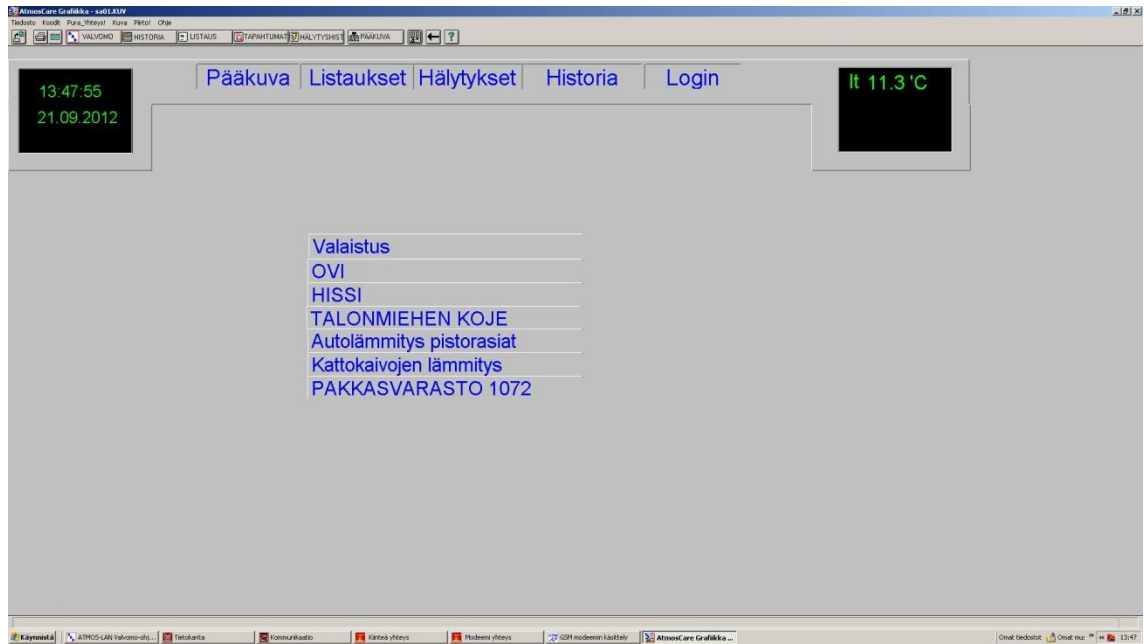 AtmosCare Grafiikka - sa01.KUV
Tiedosto Koodit Pura_Yhteys! Kuva Piirto! Ohje
VALVOMO HISTORIA LISTAUS TAPAHTUMAT HÄLYTYSHIST PÄÄKUVA
Pääkuva Listaukset Hälytykset Historia Login
13:47:55
21.09.2012
lt 11.3 'C
Valaistus
OVI
HISSI
TALONMIEHEN KOJE
Autolämmitys pistorasiat
Kattokaivojen lämmitys
PAKKASVARASTO 1072
Käynnistä ATMOS-LAN Valvomo-ohj... Tietokanta Kommunikaatio Kiinteä yhteys Modeemi yhteys GSM modeemin käsittely AtmosCare Grafiikka ... Omat tiedostot Omat mu: » « 13:47